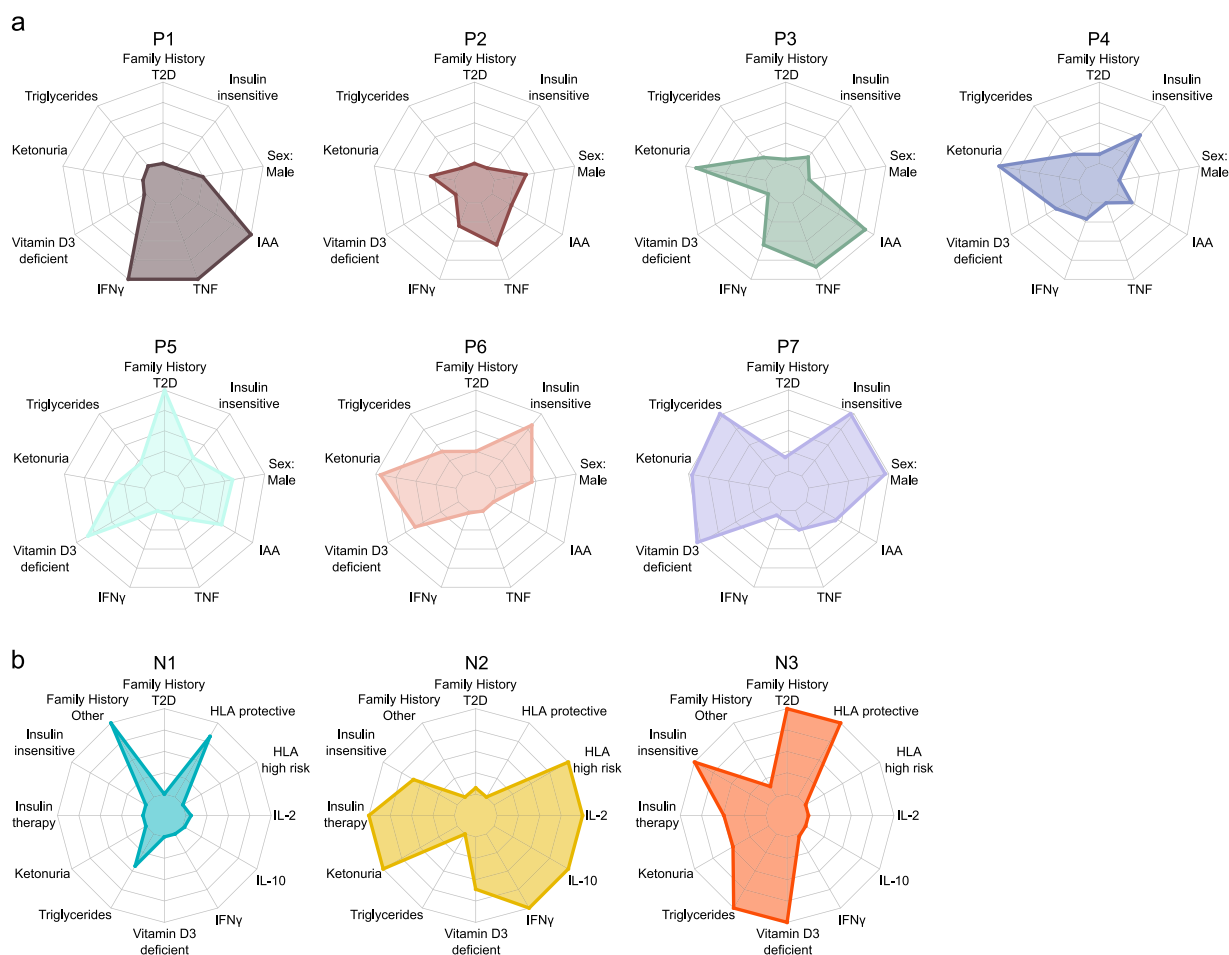 a
P1
Family History
T2D
Insulin
insensitive
Sex:
Male
IAA
TNF
IFNγ
Vitamin D3
deficient
Ketonuria
Triglycerides
P2
Family History
T2D
Insulin
insensitive
Sex:
Male
IAA
TNF
IFNγ
Vitamin D3
deficient
Ketonuria
Triglycerides
P3
Family History
T2D
Insulin
insensitive
Sex:
Male
IAA
TNF
IFNγ
Vitamin D3
deficient
Ketonuria
Triglycerides
P4
Family History
T2D
Insulin
insensitive
Sex:
Male
IAA
TNF
IFNγ
Vitamin D3
deficient
Ketonuria
Triglycerides
P5
Family History
T2D
Insulin
insensitive
Sex:
Male
IAA
TNF
IFNγ
Vitamin D3
deficient
Ketonuria
Triglycerides
P6
Family History
T2D
Insulin
insensitive
Sex:
Male
IAA
TNF
IFNγ
Vitamin D3
deficient
Ketonuria
Triglycerides
P7
Family History
T2D
Insulin
insensitive
Sex:
Male
IAA
TNF
IFNγ
Vitamin D3
deficient
Ketonuria
Triglycerides
b
N1
Family History
T2D
HLA protective
HLA
high risk
IL-2
IL-10
IFNγ
Vitamin D3
deficient
Triglycerides
Ketonuria
Insulin
therapy
Insulin
insensitive
Family History
Other
N2
Family History
T2D
HLA protective
HLA
high risk
IL-2
IL-10
IFNγ
Vitamin D3
deficient
Triglycerides
Ketonuria
Insulin
therapy
Insulin
insensitive
Family History
Other
N3
Family History
T2D
HLA protective
HLA
high risk
IL-2
IL-10
IFNγ
Vitamin D3
deficient
Triglycerides
Ketonuria
Insulin
therapy
Insulin
insensitive
Family History
Other